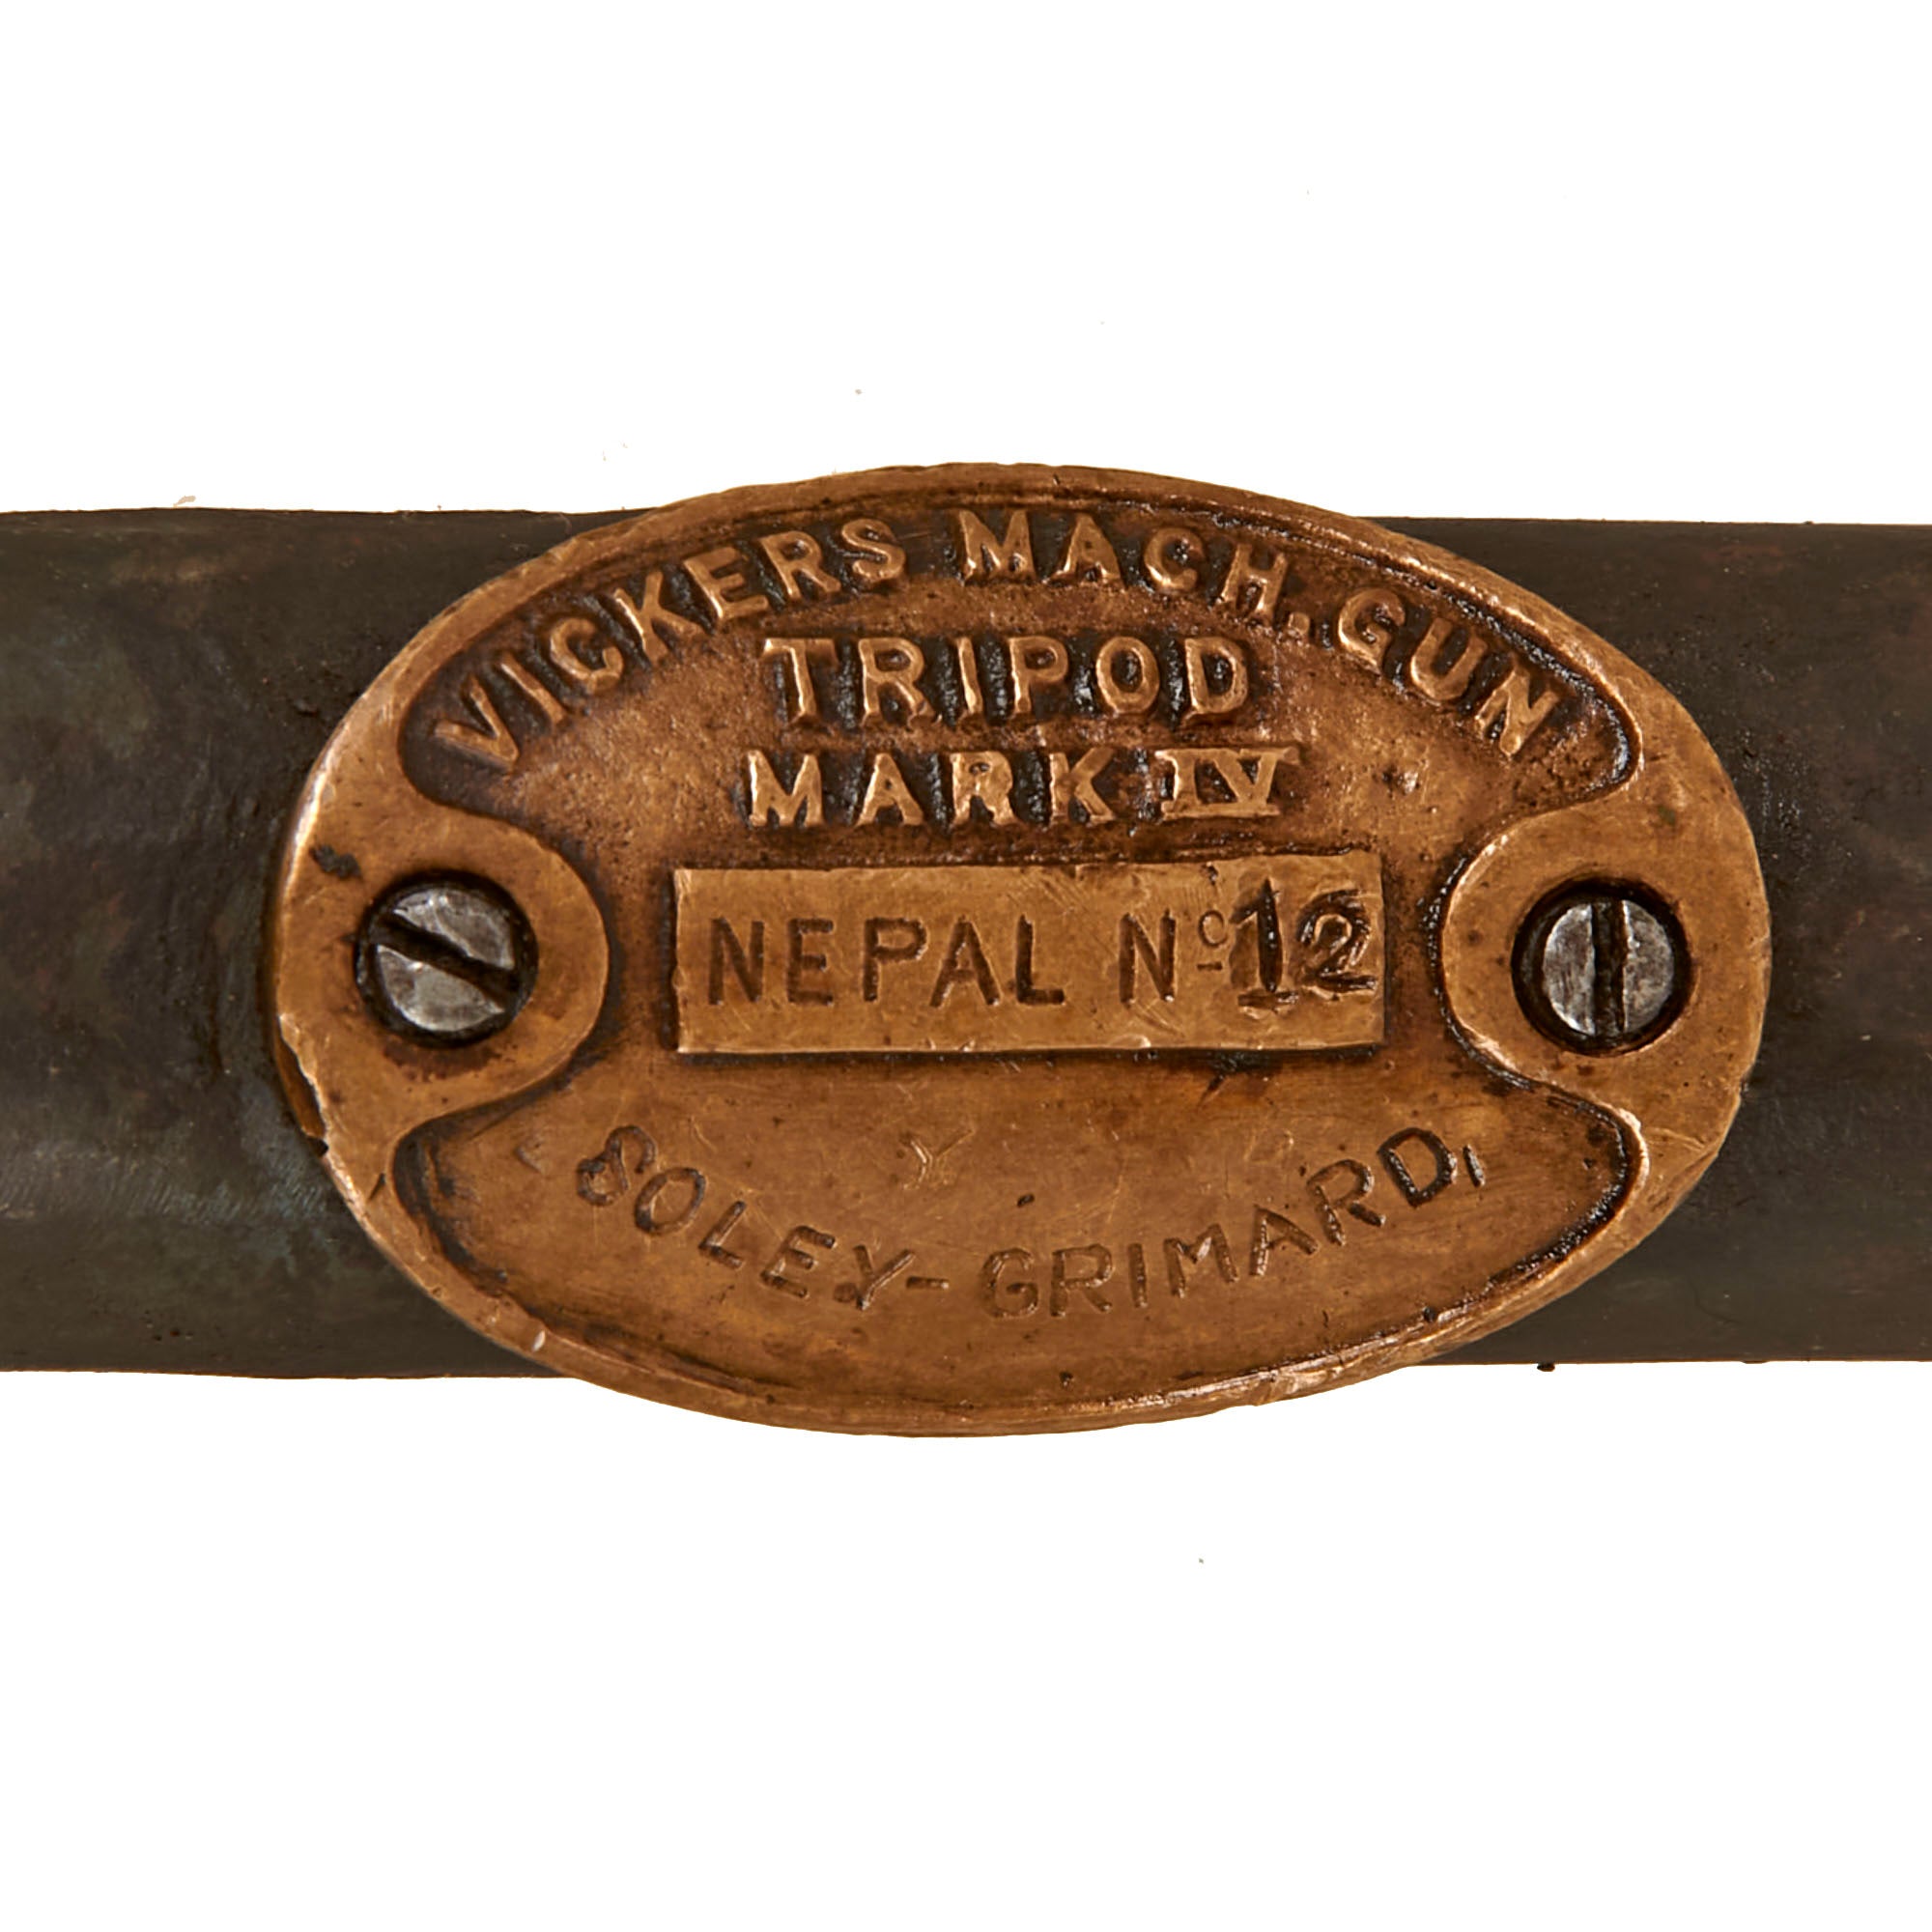 VICKERS MACH. GUN
TRIPOD
MARK IV
NEPAL Nº 12
SOLEY-GRIMARD,